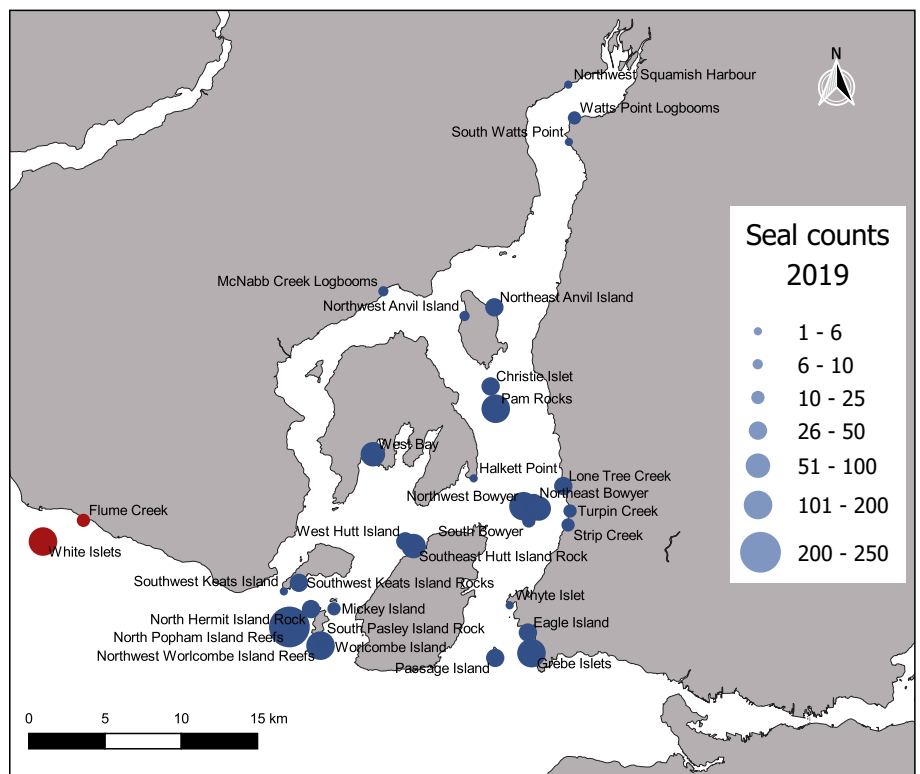 N
Northwest Squamish Harbour
Watts Point Logbooms
South Watts Point
Seal counts
2019
McNabb Creek Logbooms
Northwest Anvil Island
Northeast Anvil Island
1 - 6
6 - 10
Christie Islet
10 - 25
Pam Rocks
26 - 50
West Bay
51 - 100
Halkett Point
Lone Tree Creek
Northwest Bowyer
Northeast Bowyer
101 - 200
Flume Creek
Turpin Creek
West Hutt Island
South Bowyer
Strip Creek
White Islets
Southeast Hutt Island Rock
200 - 250
Southwest Keats Island
Southwest Keats Island Rocks
Whyte Islet
Mickey Island
North Hermit Island Rock
Eagle Island
South Pasley Island Rock
North Popham Island Reefs
Worlcombe Island
Northwest Worlcombe Island Reefs
Passage Island
Grebe Islets
0 5 10 15 km